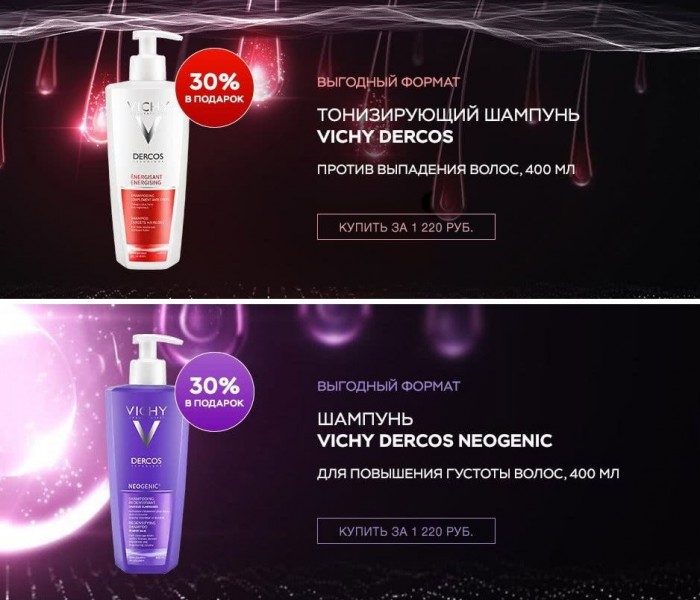 30%
В ПОДАРОК
ВЫГОДНЫЙ ФОРМАТ
ТОНИЗИРУЮЩИЙ ШАМПУНЬ
VICHY DERCOS
ПРОТИВ ВЫПАДЕНИЯ ВОЛОС, 400 МЛ
КУПИТЬ ЗА 1 220 РУБ.
VICHY
DERCOS
ENERGISANT
ENERGISING
30%
В ПОДАРОК
ВЫГОДНЫЙ ФОРМАТ
ШАМПУНЬ
VICHY DERCOS NEOGENIC
ДЛЯ ПОВЫШЕНИЯ ГУСТОТЫ ВОЛОС, 400 МЛ
КУПИТЬ ЗА 1 220 РУБ.
VICHY
DERCOS
NEOGENIC